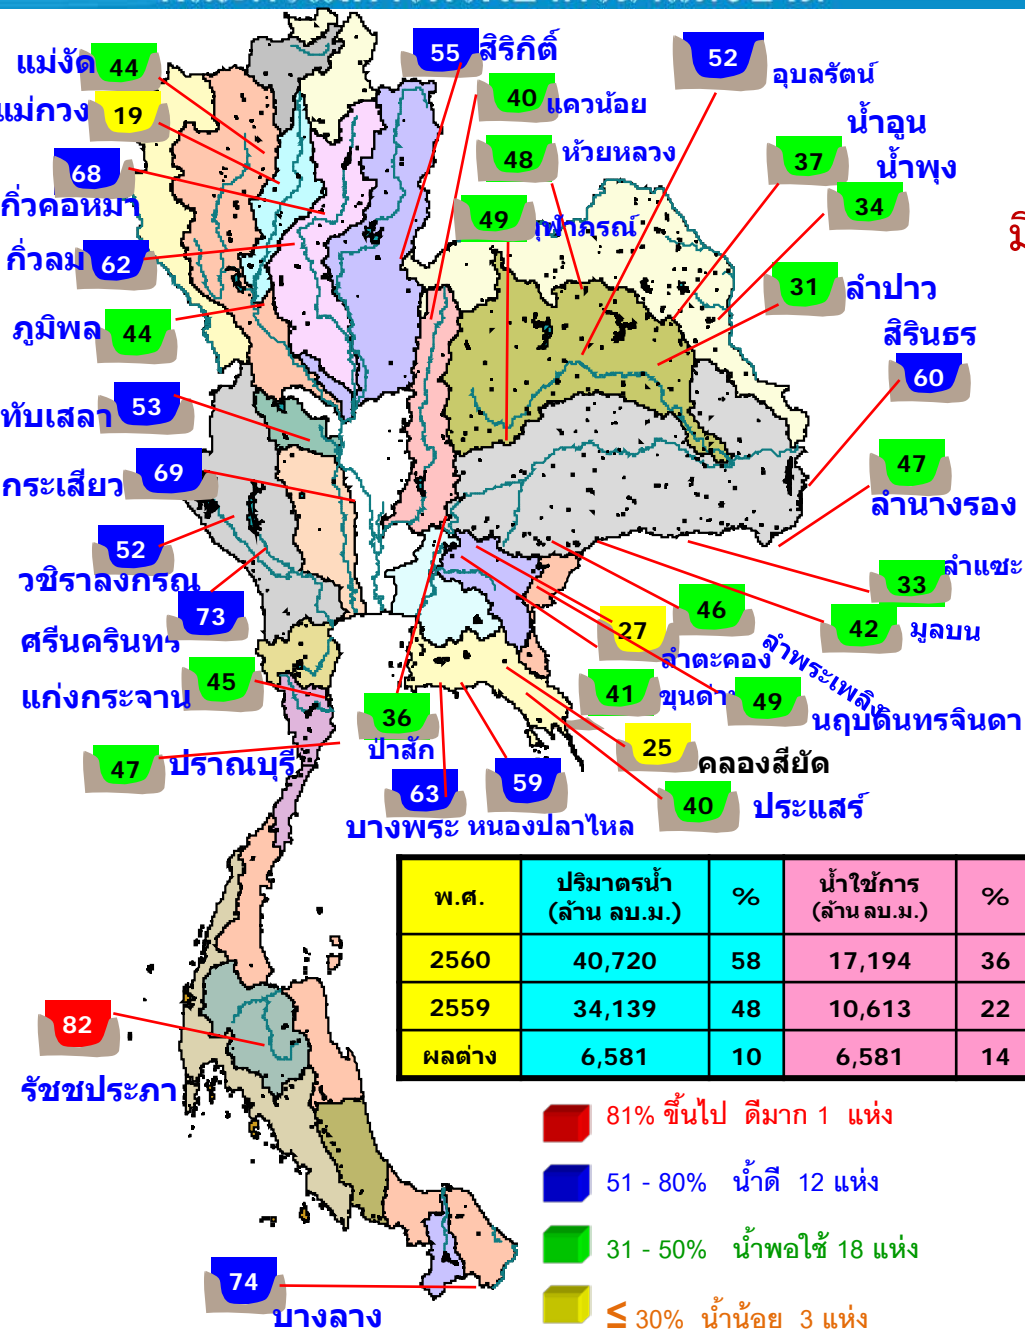 แม่งัด 44
แม่กวง 19
68
กิ่วคอหมา
กิ่วลม 62
ภูมิพล 44
ทับเสลา 53
กระเสียว 69
52
วชิราลงกรณ
73
ศรีนครินทร
แก่งกระจาน 45
47 ปราณบุรี
55 สิริกิติ์
40 แควน้อย
48 ห้วยหลวง
49 จุฬาภรณ์
52 อุบลรัตน์
น้ำอูน
37 น้ำพุง
34
31 ลำปาว
สิรินธร
60
47
ลำนางรอง
33 ลำแซะ
42 มูลบน
46
ลำพระเพลิง
27
ลำตะคอง
41 ขุนด่าน
49 นฤบดินทรจินดา
36
ป่าสัก
25 คลองสียัด
40 ประแสร์
63
บางพระ
59
หนองปลาไหล
82
รัชชประภา
74
บางลาง
พ.ศ. ปริมาตรน้ำ (ล้าน ลบ.ม.) % น้ำใช้การ (ล้าน ลบ.ม.) %
2560 40,720 58 17,194 36
2559 34,139 48 10,613 22
ผลต่าง 6,581 10 6,581 14
81% ขึ้นไป ดีมาก 1 แห่ง
51 - 80% น้ำดี 12 แห่ง
31 - 50% น้ำพอใช้ 18 แห่ง
≤ 30% น้ำน้อย 3 แห่ง